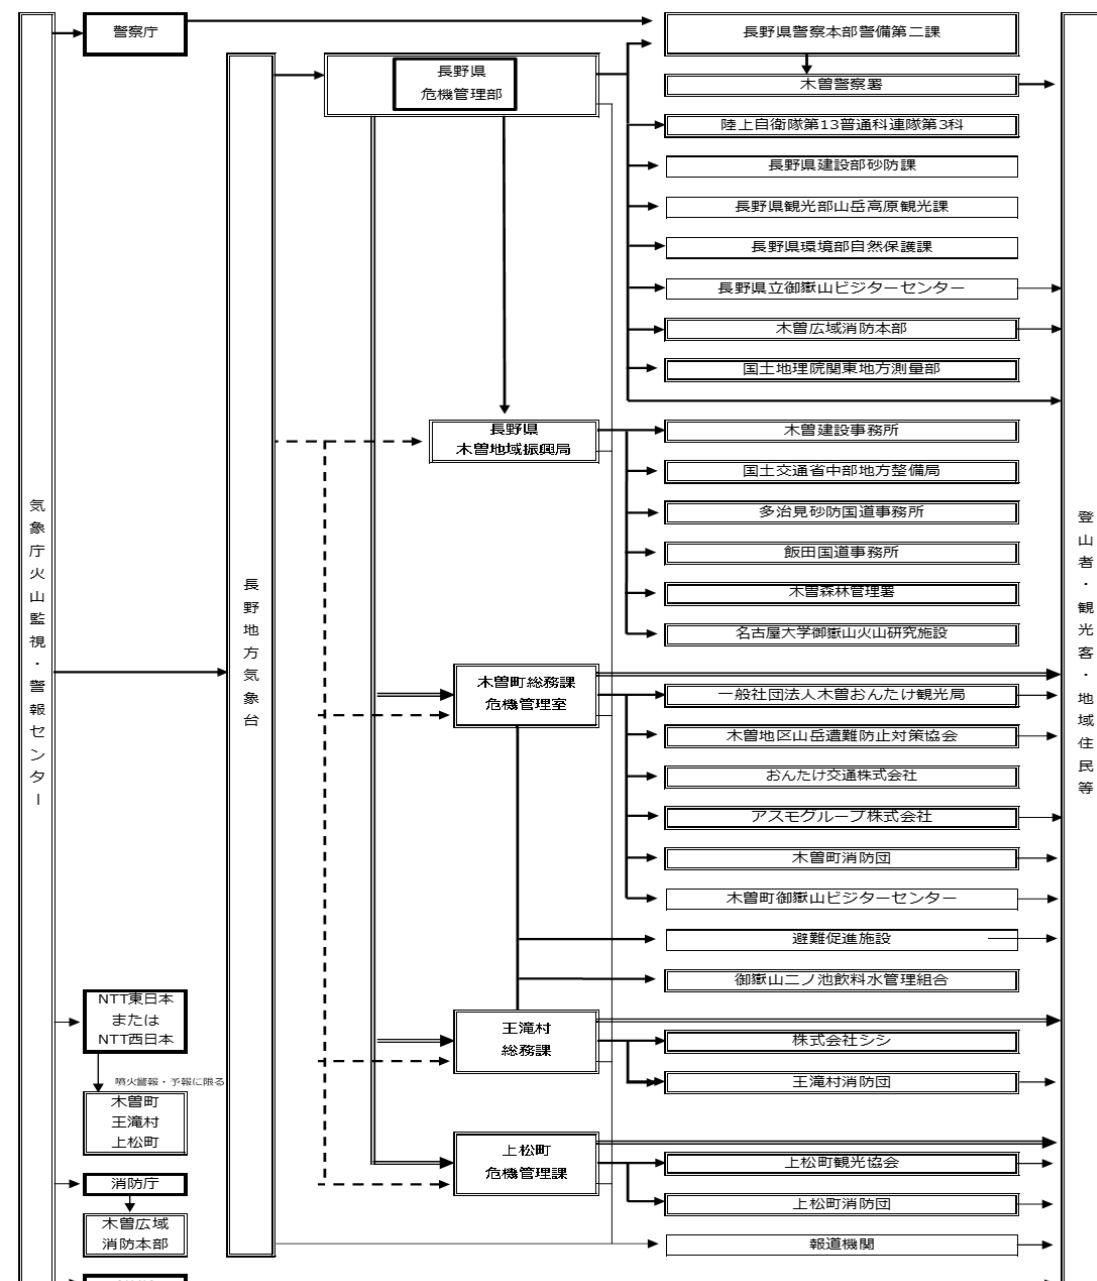 気象庁火山監視・警報センター
警察庁
NTT東日本
または
NTT西日本
噴火警報・予報に限る
木曽町
王滝村
上松町
消防庁
木曽広域
消防本部
長野地方気象台
長野県
危機管理部
長野県
木曽地域振興局
木曽町総務課
危機管理室
王滝村
総務課
上松町
危機管理課
長野県警察本部警備第二課
木曽警察署
陸上自衛隊第13普通科連隊第3科
長野県建設部砂防課
長野県観光部山岳高原観光課
長野県環境部自然保護課
長野県立御嶽山ビジターセンター
木曽広域消防本部
国土地理院関東地方測量部
木曽建設事務所
国土交通省中部地方整備局
多治見砂防国道事務所
飯田国道事務所
木曽森林管理署
名古屋大学御嶽山火山研究施設
一般社団法人木曽おんたけ観光局
木曽地区山岳遭難防止対策協会
おんたけ交通株式会社
アスモグループ株式会社
木曽町消防団
木曽町御嶽山ビジターセンター
避難促進施設
御嶽山二ノ池飲料水管理組合
株式会社シシ
王滝村消防団
上松町観光協会
上松町消防団
報道機関
登山者・観光客・地域住民等